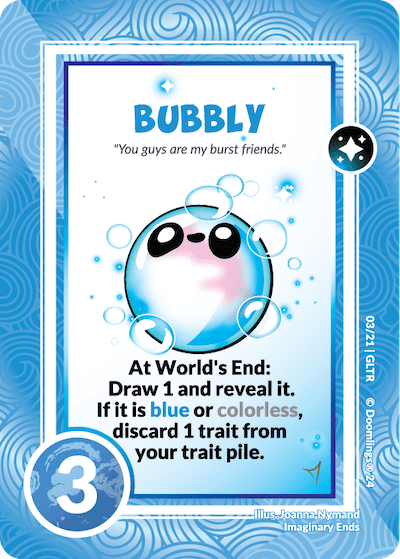 BUBBLY
"You guys are my burst friends."
At World's End:
Draw 1 and reveal it.
If it is blue or colorless,
discard 1 trait from
your trait pile.
3
03/21 | GLTR © Doomlings® 24
Illus. Joanna Nymand
Imaginary Ends